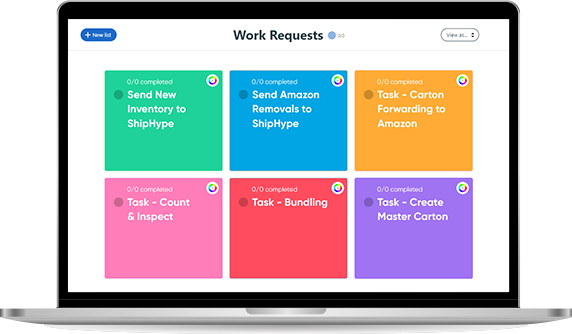 + New list
Work Requests
0/0
View as...
0/0 completed
Send New
Inventory to
ShipHype
0/0 completed
Send Amazon
Removals to
ShipHype
0/0 completed
Task - Carton
Forwarding to
Amazon
0/0 completed
Task - Count
& Inspect
0/0 completed
Task - Bundling
0/0 completed
Task - Create
Master Carton